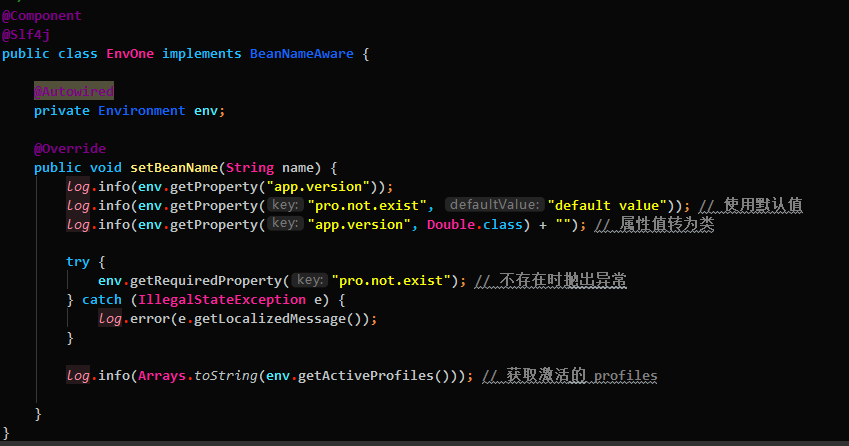 @Component
@Slf4j
public class EnvOne implements BeanNameAware {
@Autowired
private Environment env;
@Override
public void setBeanName(String name) {
log.info(env.getProperty("app.version"));
log.info(env.getProperty( key: "pro.not.exist", defaultValue: "default value")); // 使用默认值
log.info(env.getProperty( key: "app.version", Double.class) + ""); // 属性值转为类
try {
env.getRequiredProperty( key: "pro.not.exist"); // 不存在时抛出异常
} catch (IllegalStateException e) {
log.error(e.getLocalizedMessage());
}
log.info(Arrays.toString(env.getActiveProfiles())); // 获取激活的 profiles
}
}